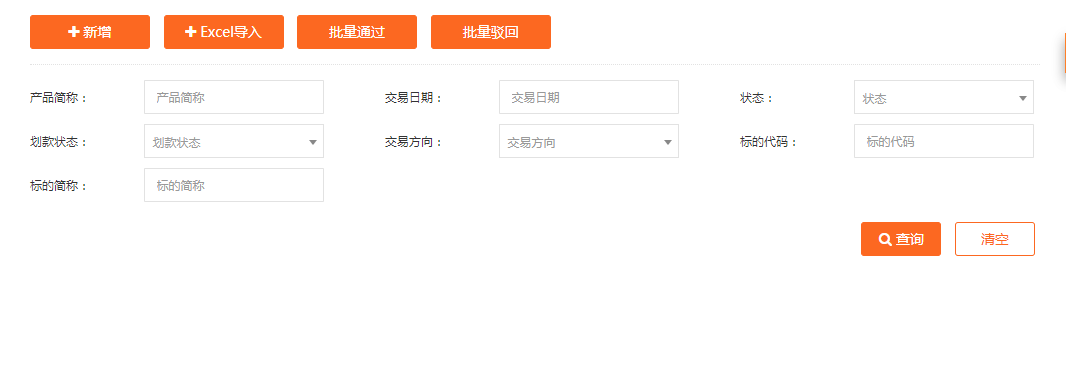 新增 Excel导入 批量通过 批量驳回
产品简称： 产品简称 交易日期： 交易日期 状态： 状态
划款状态： 划款状态 交易方向： 交易方向 标的代码： 标的代码
标的简称： 标的简称
查询 清空